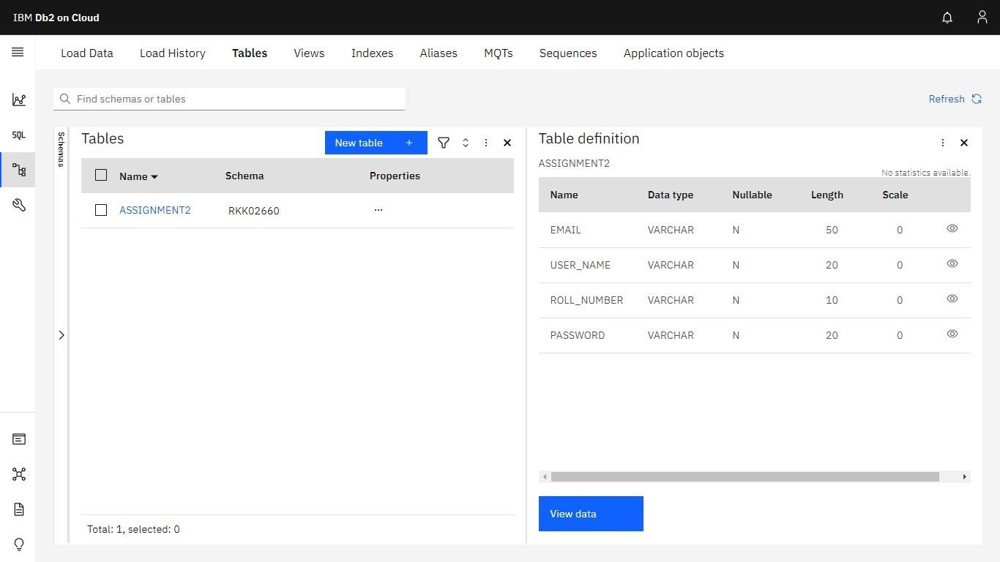 IBM Db2 on Cloud
Load Data Load History Tables Views Indexes Aliases MQTs Sequences Application objects
SQL
Find schemas or tables
Refresh
Schemas
Tables
New table +
Name Schema Properties
ASSIGNMENT2 RKK02660 ...
Total: 1, selected: 0
Table definition
ASSIGNMENT2
No statistics available.
Name Data type Nullable Length Scale
EMAIL VARCHAR N 50 0
USER_NAME VARCHAR N 20 0
ROLL_NUMBER VARCHAR N 10 0
PASSWORD VARCHAR N 20 0
View data